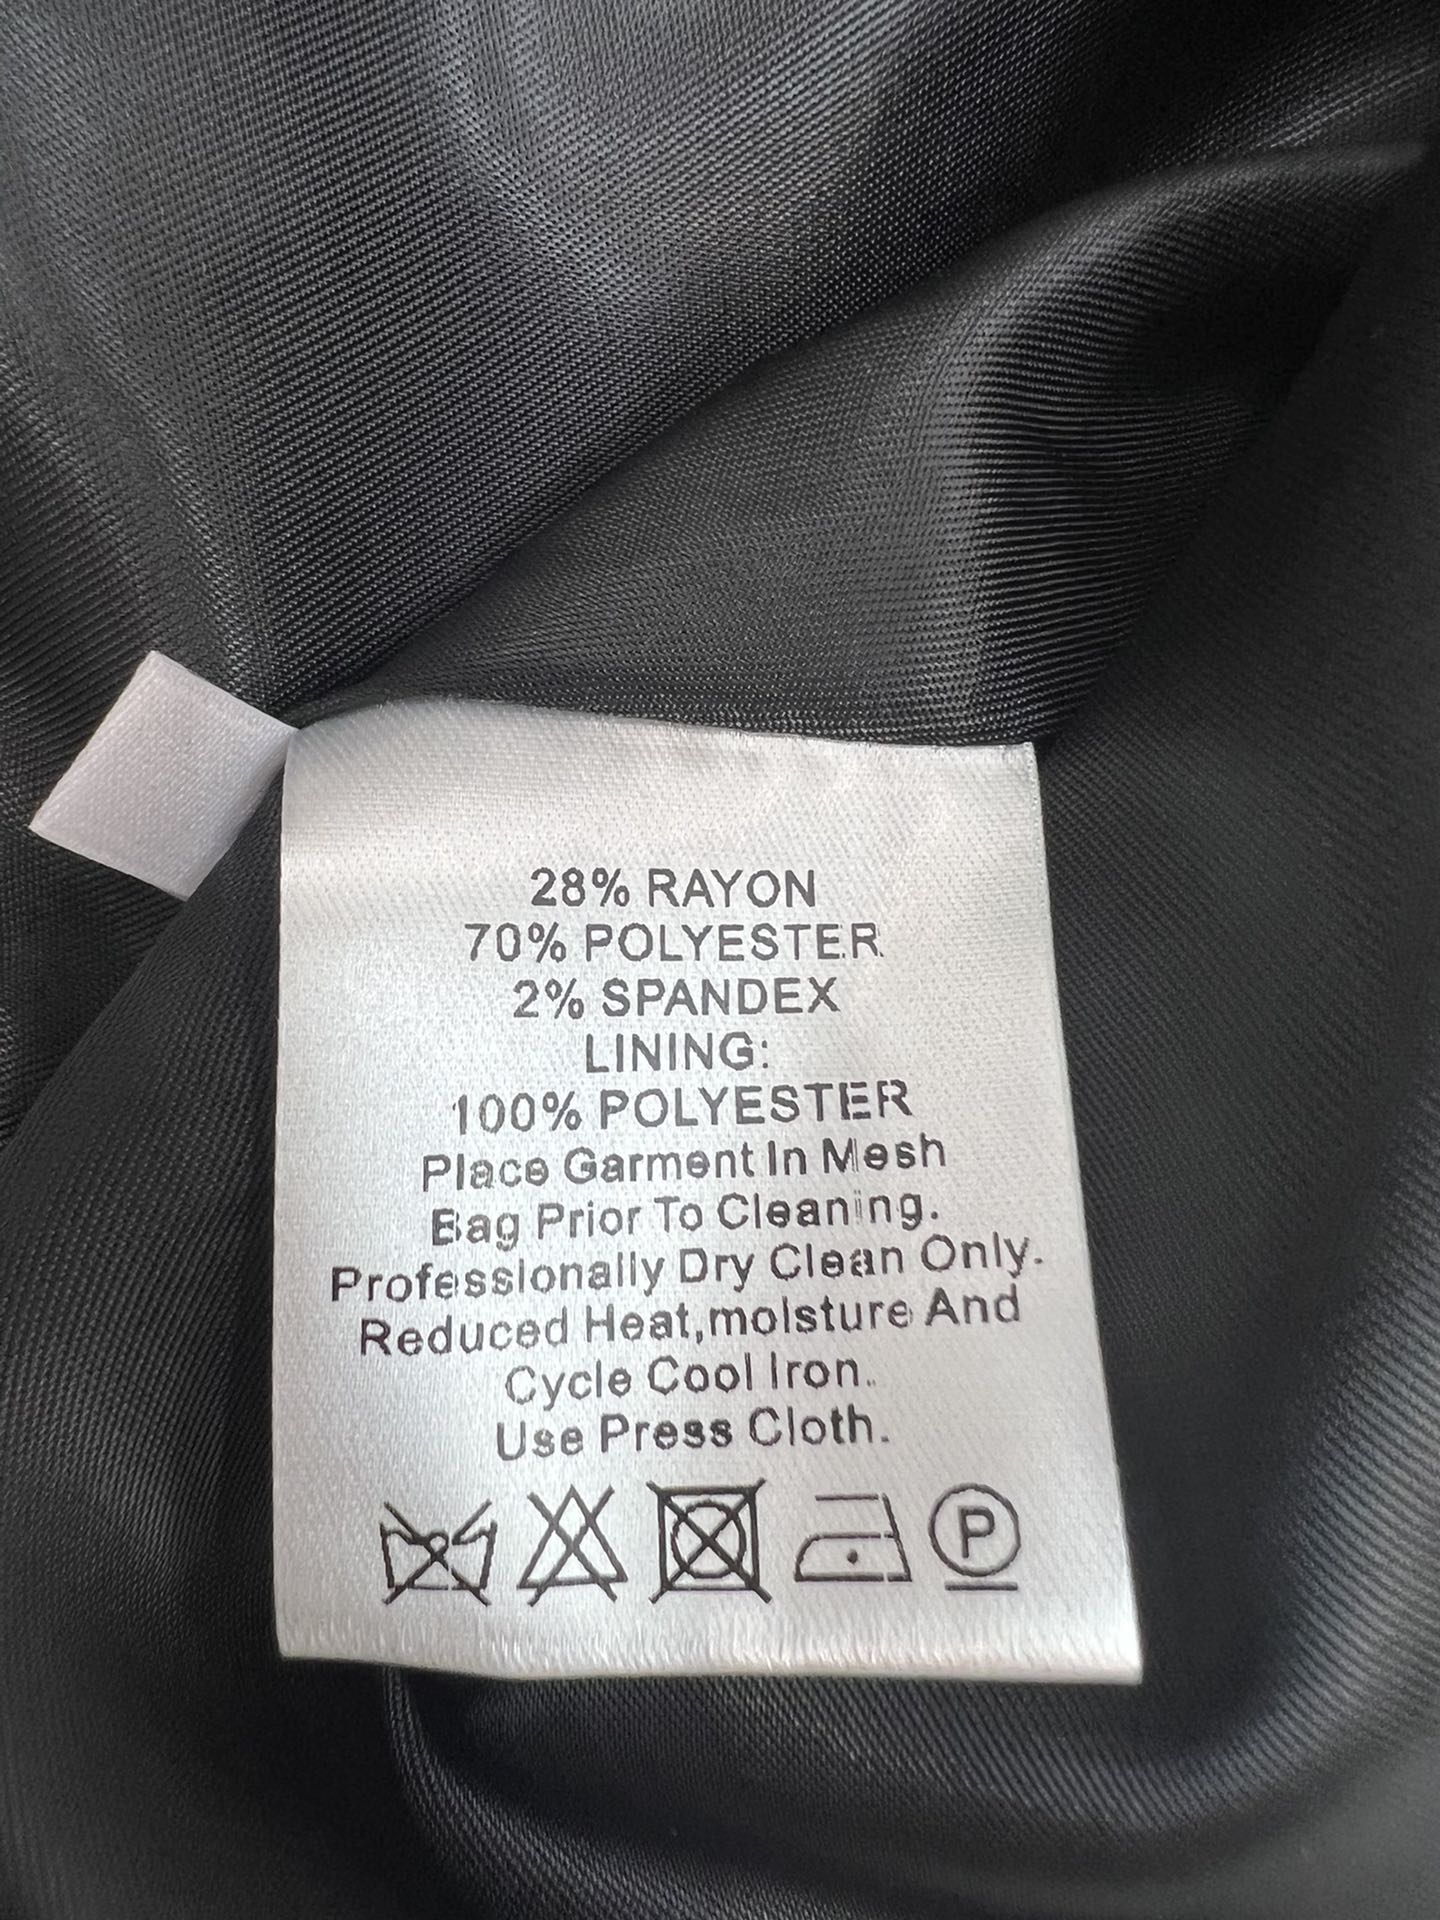 28% RAYON
70% POLYESTER
2% SPANDEX
LINING:
100% POLYESTER
Place Garment In Mesh
Bag Prior To Cleaning.
Professionally Dry Clean Only.
Reduced Heat,moisture And
Cycle Cool Iron.
Use Press Cloth.
P